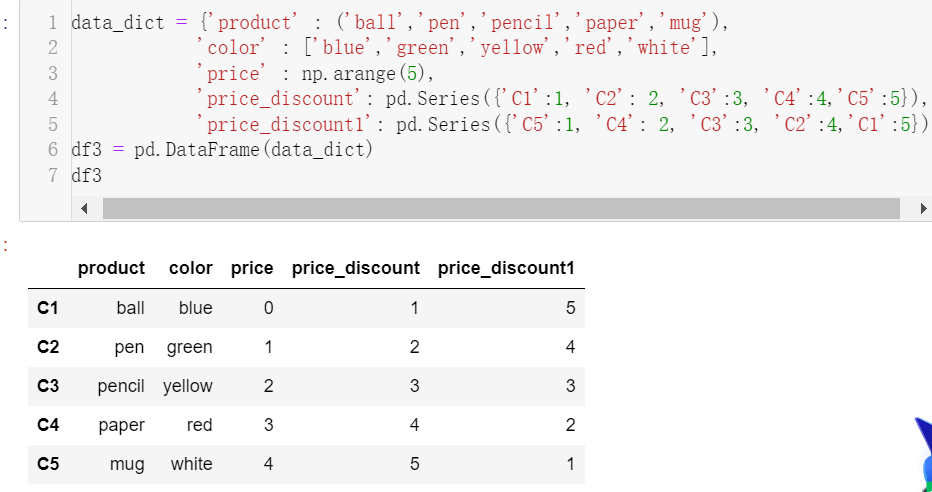 :
1 data_dict = {'product' : ('ball','pen','pencil','paper','mug'),
2 'color' : ['blue','green','yellow','red','white'],
3 'price' : np.arange(5),
4 'price_discount': pd.Series({'C1':1, 'C2': 2, 'C3':3, 'C4':4,'C5':5}),
5 'price_discount1': pd.Series({'C5':1, 'C4': 2, 'C3':3, 'C2':4,'C1':5})
6 df3 = pd.DataFrame(data_dict)
7 df3
:
product color price price_discount price_discount1
C1 ball blue 0 1 5
C2 pen green 1 2 4
C3 pencil yellow 2 3 3
C4 paper red 3 4 2
C5 mug white 4 5 1